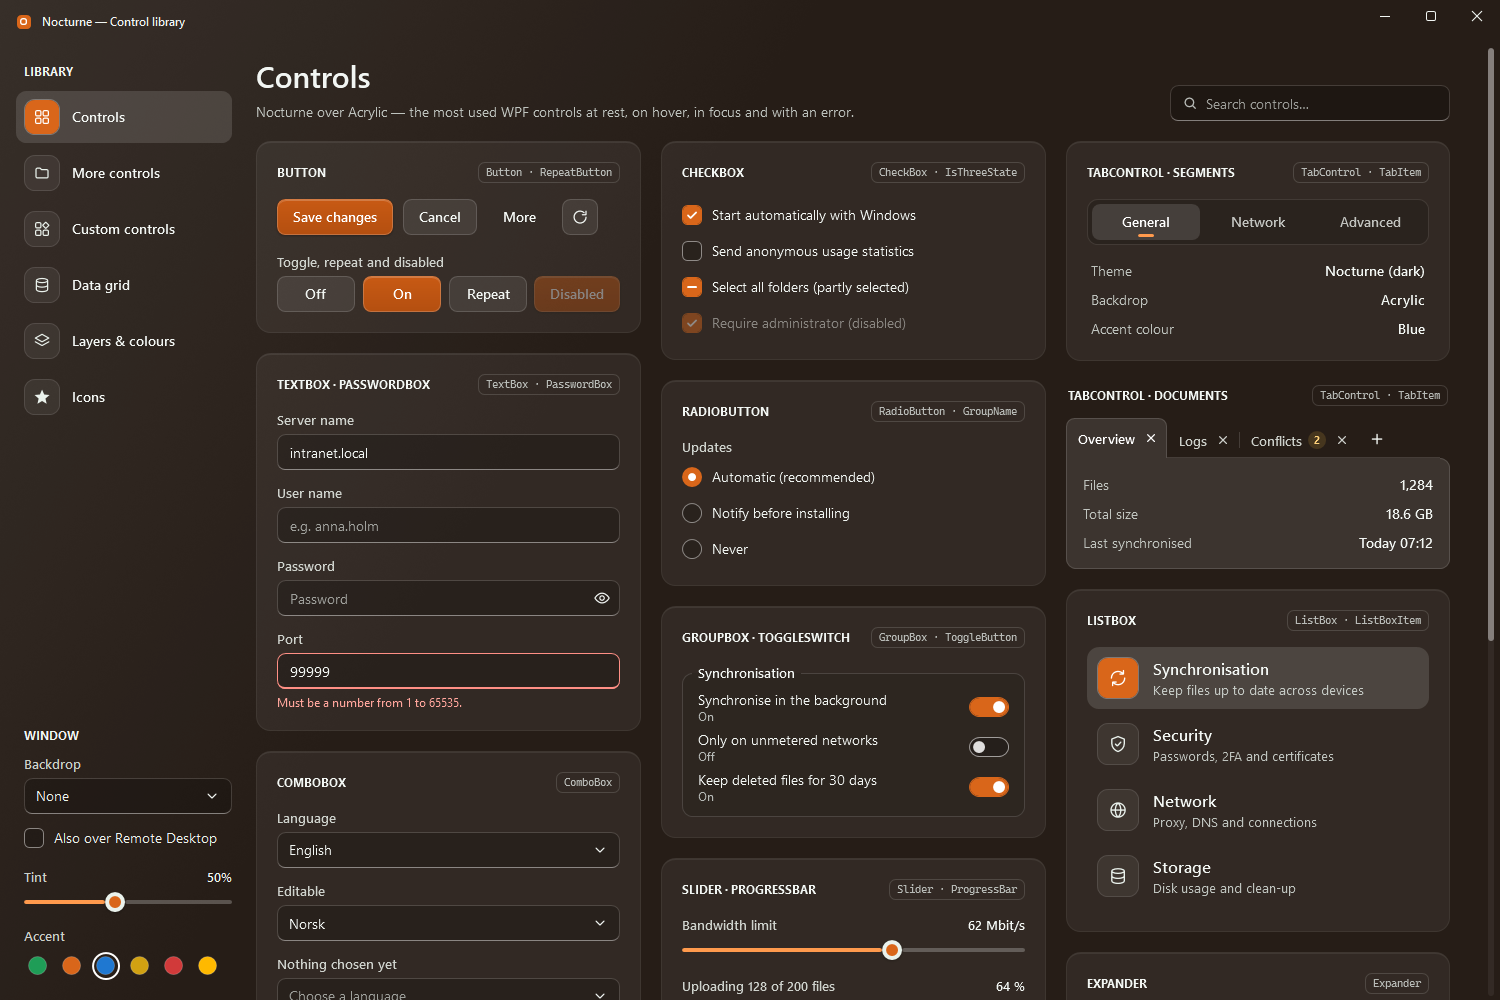 Nocturne — Control library
LIBRARY
Controls
More controls
Custom controls
Data grid
Layers & colours
Icons
WINDOW
Backdrop
None
Also over Remote Desktop
Tint 50%
Accent
Controls
Nocturne over Acrylic — the most used WPF controls at rest, on hover, in focus and with an error.
Search controls...
BUTTON Button · RepeatButton
Save changes Cancel More
Toggle, repeat and disabled
Off On Repeat Disabled
TEXTBOX · PASSWORDBOX TextBox · PasswordBox
Server name
intranet.local
User name
e.g. anna.holm
Password
Password
Port
99999
Must be a number from 1 to 65535.
COMBOBOX ComboBox
Language
English
Editable
Norsk
Nothing chosen yet
Choose a language
CHECKBOX CheckBox · IsThreeState
Start automatically with Windows
Send anonymous usage statistics
Select all folders (partly selected)
Require administrator (disabled)
RADIOBUTTON RadioButton · GroupName
Updates
Automatic (recommended)
Notify before installing
Never
GROUPBOX · TOGGLESWITCH GroupBox · ToggleButton
Synchronisation
Synchronise in the background
On
Only on unmetered networks
Off
Keep deleted files for 30 days
On
SLIDER · PROGRESSBAR Slider · ProgressBar
Bandwidth limit 62 Mbit/s
Uploading 128 of 200 files 64 %
TABCONTROL · SEGMENTS TabControl · TabItem
General Network Advanced
Theme Nocturne (dark)
Backdrop Acrylic
Accent colour Blue
TABCONTROL · DOCUMENTS TabControl · TabItem
Overview Logs Conflicts 2
Files 1,284
Total size 18.6 GB
Last synchronised Today 07:12
LISTBOX ListBox · ListBoxItem
Synchronisation
Keep files up to date across devices
Security
Passwords, 2FA and certificates
Network
Proxy, DNS and connections
Storage
Disk usage and clean-up
EXPANDER Expander